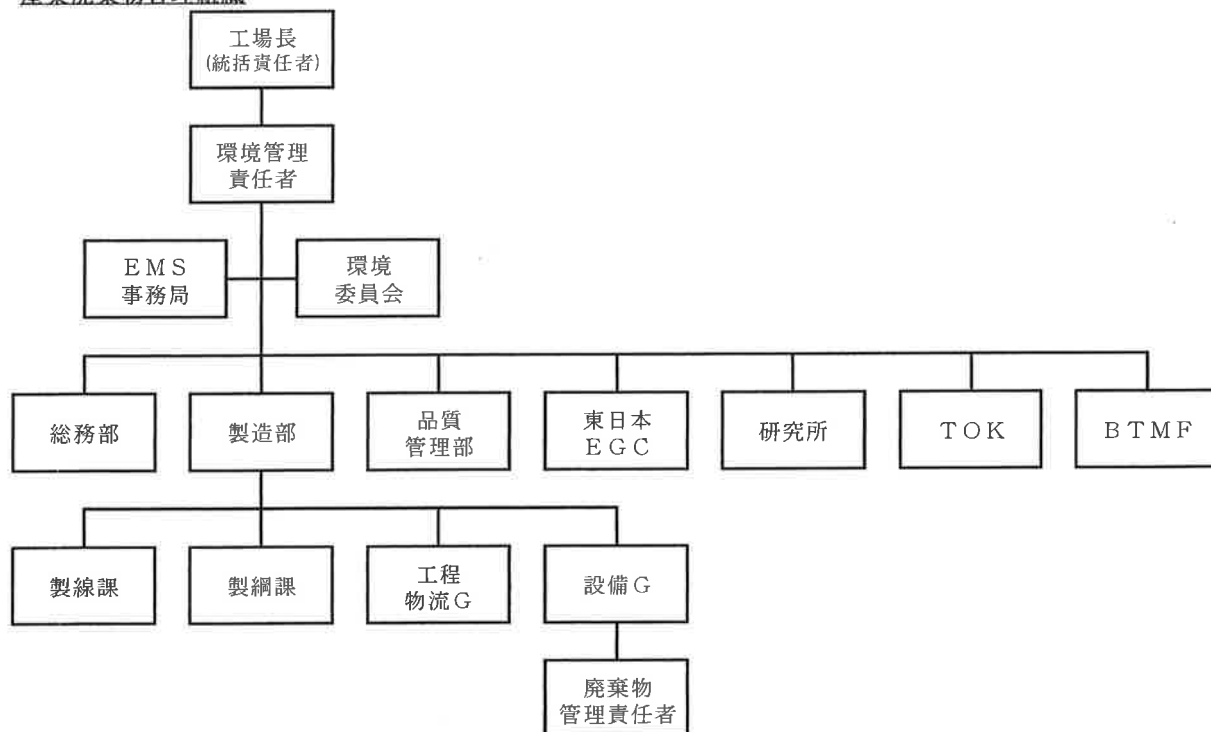 工場長
(統括責任者)
環境管理
責任者
EMS
事務局
環境
委員会
総務部
製造部
品質
管理部
東日本
EGC
研究所
TOK
BTMF
製線課
製綱課
工程
物流G
設備G
廃棄物
管理責任者